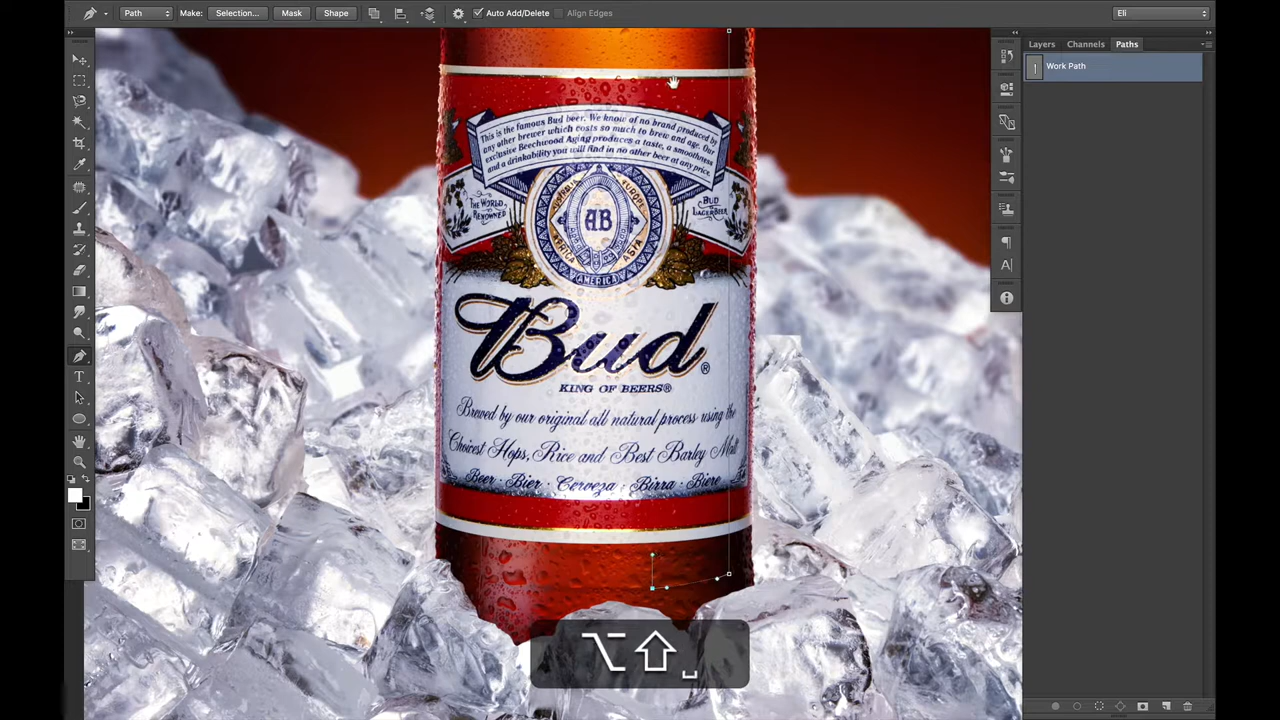 Path Make: Selection... Mask Shape Auto Add/Delete Align Edges Eli
Layers Channels Paths
Work Path
This is the famous Bud beer. We know of no brand produced by
any other brewer which costs so much to brew and age. Our
exclusive Beechwood Aging produces a taste, a smoothness
and a drinkability you will find in no other beer at any price.
THE WORLD
RENOWNED
EUROPE
AFRICA
ASIA
AMERICA
AB
BUD
LAGER BEER
Bud®
KING OF BEERS®
Brewed by our original all natural process using the
Choicest Hops, Rice and Best Barley Malt
Beer · Bier · Cerveza · Birra · Biere
T
A